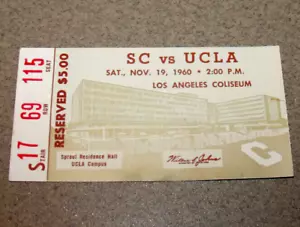 SC vs UCLA
SAT., NOV. 19, 1960 • 2:00 P.M.
LOS ANGELES COLISEUM
RESERVED $5.00
115 SEAT
69 ROW
17
S
Sproul Residence Hall
UCLA Campus
C